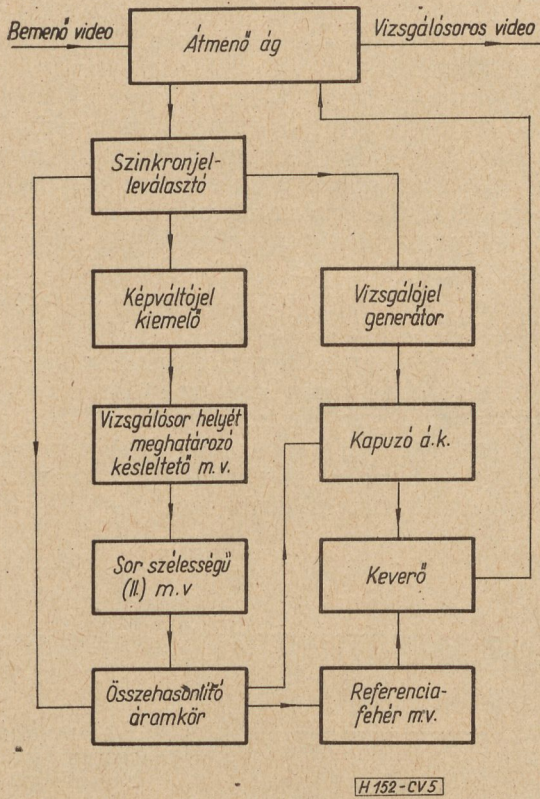 Bemenő video
Átmenő ág
Vizsgálósoros video
Szinkronjel-
leválasztó
Képváltójel
kiemelő
Vizsgálójel
generátor
Vizsgálósor helyét
meghatározó
késleltető m.v.
Kapuzó á.k.
Sor szélességű
(II.) m.v
Keverő
Összehasonlító
áramkör
Referencia-
fehér m.v.
H 152-CV5